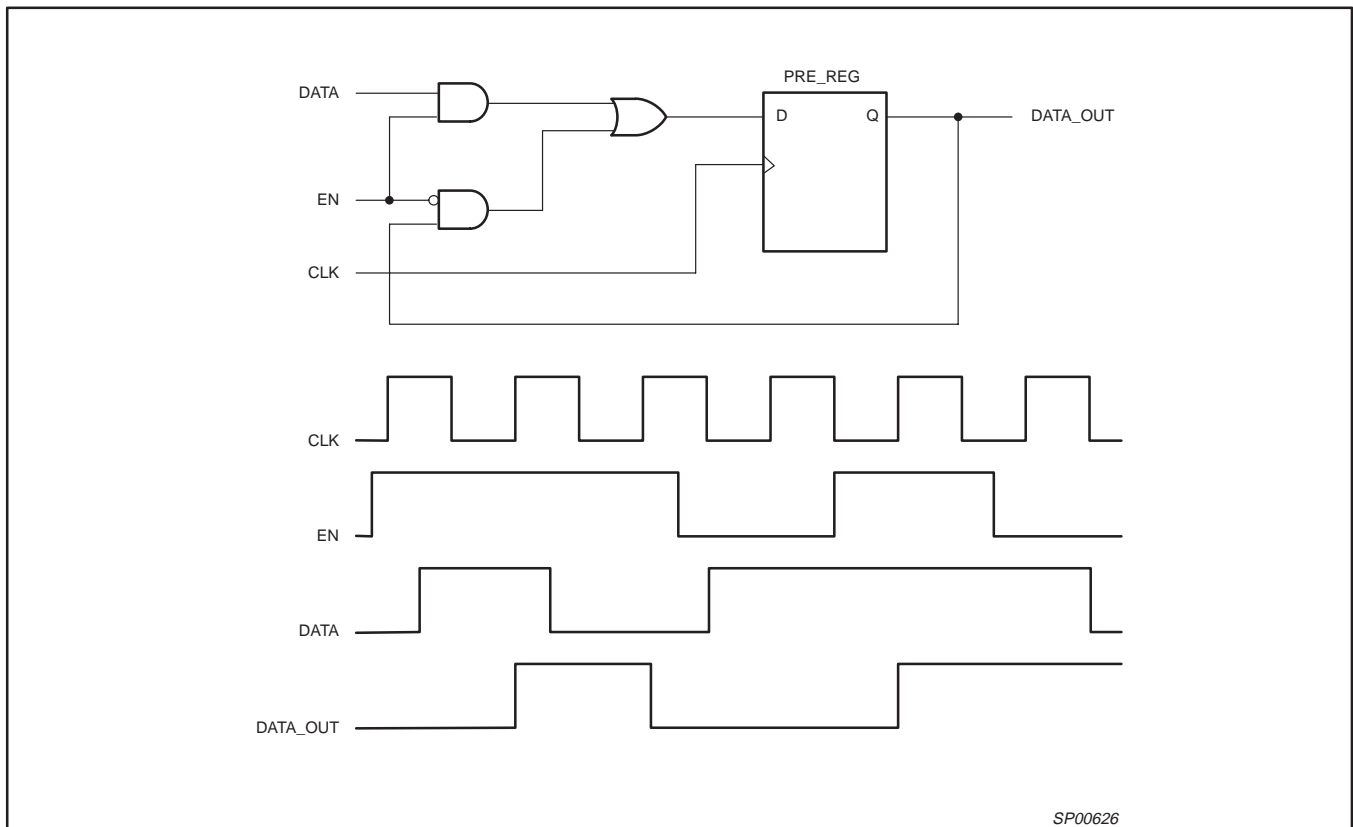 PRE_REG
DATA
D Q
DATA_OUT
EN
CLK
CLK
EN
DATA
DATA_OUT
SP00626